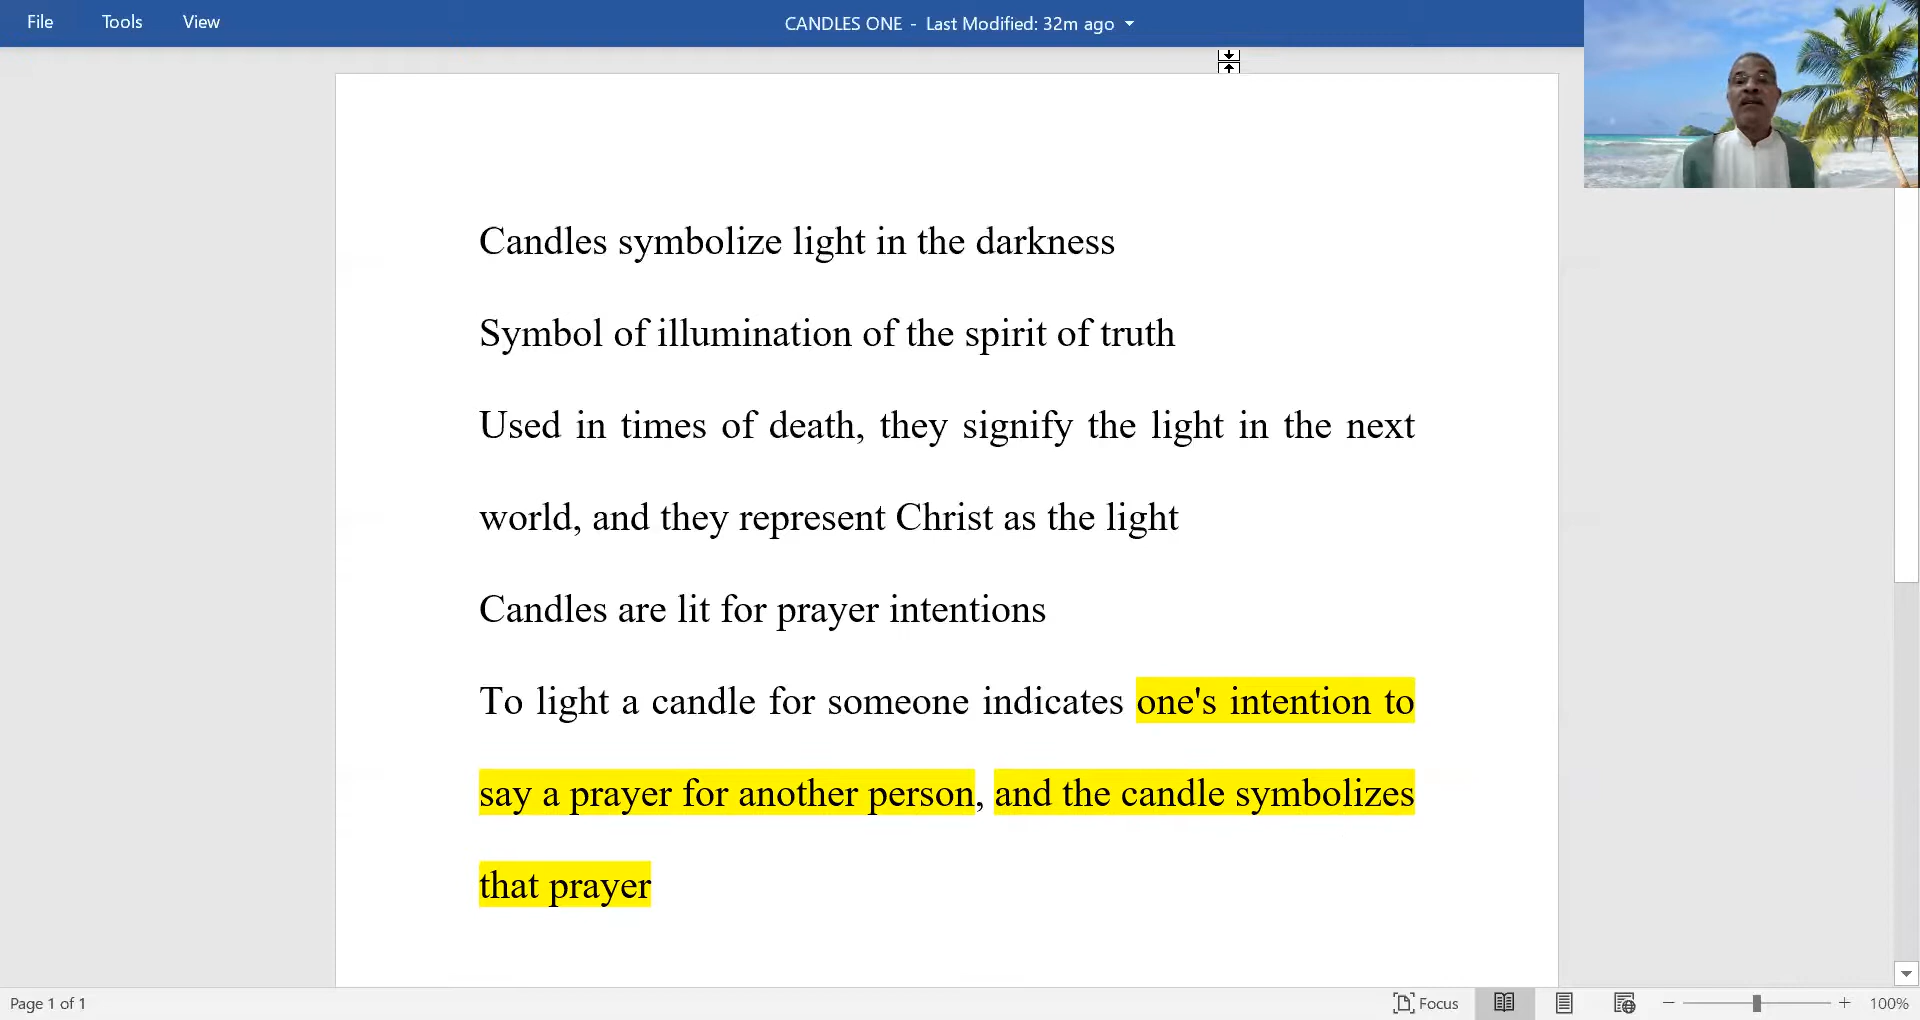 File Tools View CANDLES ONE - Last Modified: 32m ago
Candles symbolize light in the darkness
Symbol of illumination of the spirit of truth
Used in times of death, they signify the light in the next
world, and they represent Christ as the light
Candles are lit for prayer intentions
To light a candle for someone indicates one's intention to
say a prayer for another person, and the candle symbolizes
that prayer
Page 1 of 1 Focus 100%